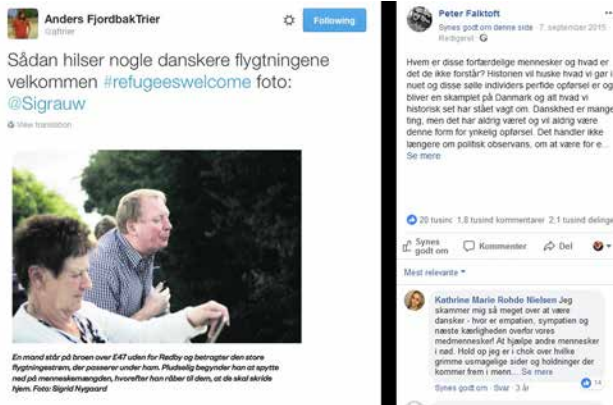 Anders FjordbakTrier
@aftrier
Following
Sådan hilser nogle danskere flygtningene
velkommen #refugeeswelcome foto:
@Sigrauw
View translation
En mand står på broen over E47 uden for Rødby og betragter den store
flygtningestrøm, der passerer under ham. Pludselig begynder han at spytte
ned på menneskemængden, hvorefter han råber til dem, at de skal skride
hjem. Foto: Sigrid Nygaard
Peter Falktoft
Synes godt om denne side · 7. september 2015 ·
Redigeret ·
Hvem er disse forfærdelige mennesker og hvad er
det de ikke forstår? Historien vil huske hvad vi gør i
nuet og disse sølle individers perfide opførsel er og
bliver en skamplet på Danmark og alt hvad vi
historisk set har stået vagt om. Danskhed er mange
ting, men det har aldrig været og vil aldrig være
denne form for ynkelig opførsel. Det handler ikke
længere om politisk observans, om at være for e...
Se mere
20 tusind 1,8 tusind kommentarer 2,1 tusind delinge
Synes
godt om
Kommenter
Del
Mest relevante
Kathrine Marie Rohde Nielsen Jeg
skammer mig så meget over at være
dansker - hvor er empatien, sympatien og
næste kærligheden overfor vores
medmennesker! At hjælpe andre mennesker
i nød. Hold op jeg er i chok over hvilke
grimme usmagelige sider og holdninger der
kommer frem i menn... Se mere
14
Synes godt om · Svar · 3 år